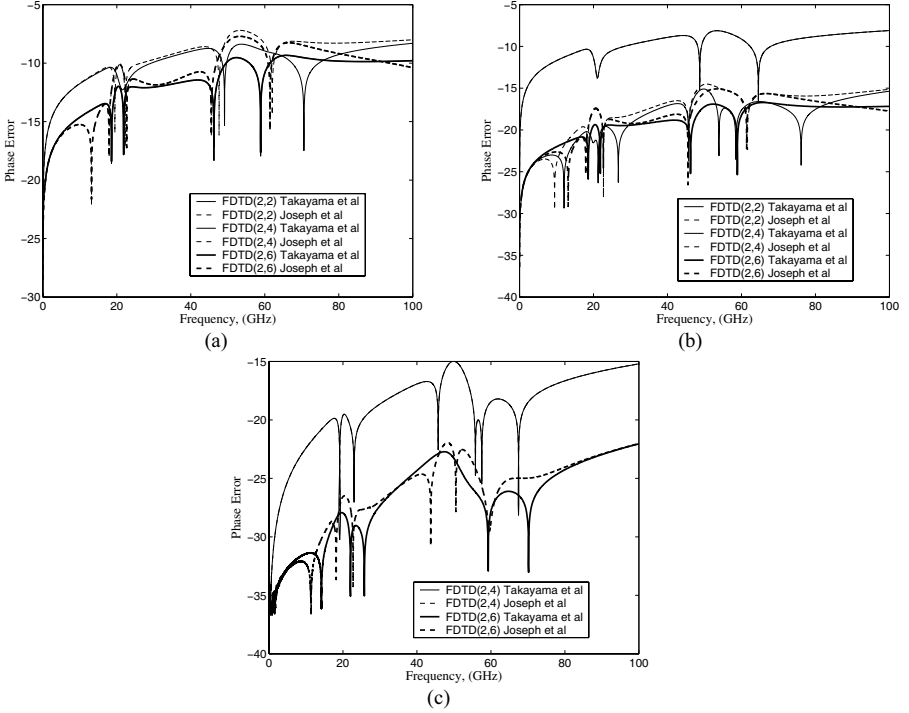 −5
−10
−15
−20
−25
−30
Phase Error
0
20
40
60
80
100
Frequency, (GHz)
FDTD(2,2) Takayama et al
FDTD(2,2) Joseph et al
FDTD(2,4) Takayama et al
FDTD(2,4) Joseph et al
FDTD(2,6) Takayama et al
FDTD(2,6) Joseph et al
(a)
−5
−10
−15
−20
−25
−30
−35
−40
Phase Error
0
20
40
60
80
100
Frequency, (GHz)
FDTD(2,2) Takayama et al
FDTD(2,2) Joseph et al
FDTD(2,4) Takayama et al
FDTD(2,4) Joseph et al
FDTD(2,6) Takayama et al
FDTD(2,6) Joseph et al
(b)
−15
−20
−25
−30
−35
−40
Phase Error
0
20
40
60
80
100
Frequency, (GHz)
FDTD(2,4) Takayama et al
FDTD(2,4) Joseph et al
FDTD(2,6) Takayama et al
FDTD(2,6) Joseph et al
(c)